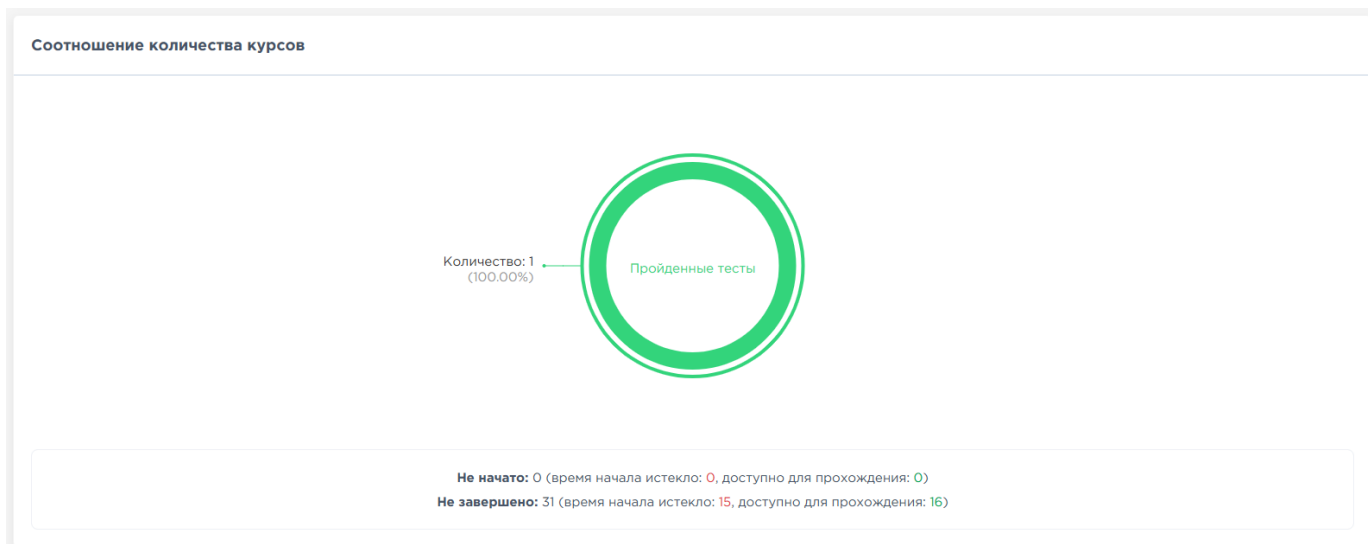 Соотношение количества курсов
Количество: 1
(100.00%)
Пройденные тесты
Не начато: 0 (время начала истекло: 0, доступно для прохождения: 0)
Не завершено: 31 (время начала истекло: 15, доступно для прохождения: 16)